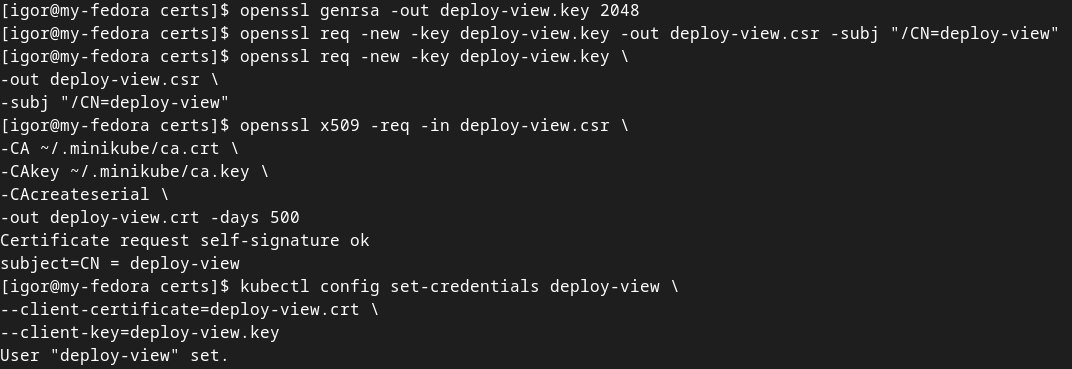 [igor@my-fedora certs]$ openssl genrsa -out deploy-view.key 2048
[igor@my-fedora certs]$ openssl req -new -key deploy-view.key -out deploy-view.csr -subj "/CN=deploy-view"
[igor@my-fedora certs]$ openssl req -new -key deploy-view.key \
-out deploy-view.csr \
-subj "/CN=deploy-view"
[igor@my-fedora certs]$ openssl x509 -req -in deploy-view.csr \
-CA ~/.minikube/ca.crt \
-CAkey ~/.minikube/ca.key \
-CAcreateserial \
-out deploy-view.crt -days 500
Certificate request self-signature ok
subject=CN = deploy-view
[igor@my-fedora certs]$ kubectl config set-credentials deploy-view \
--client-certificate=deploy-view.crt \
--client-key=deploy-view.key
User "deploy-view" set.